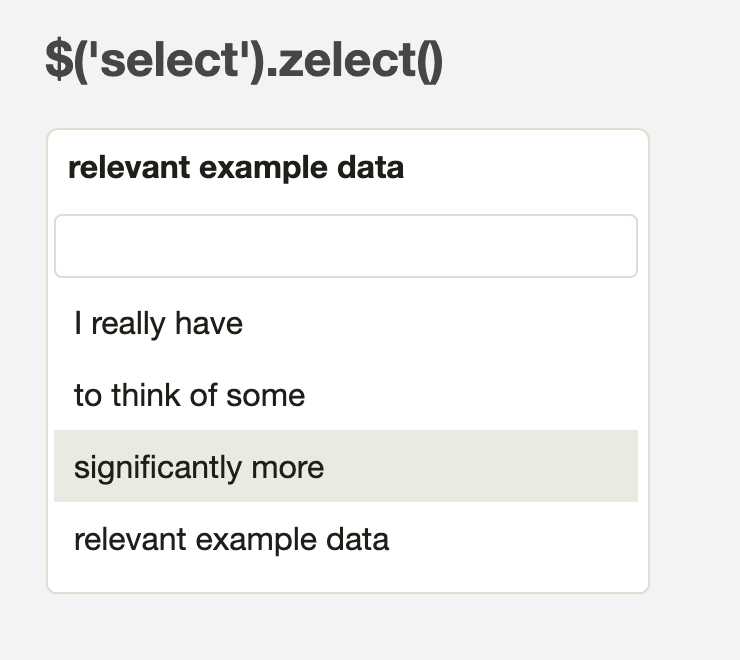 $('select').zelect()
relevant example data
I really have
to think of some
significantly more
relevant example data